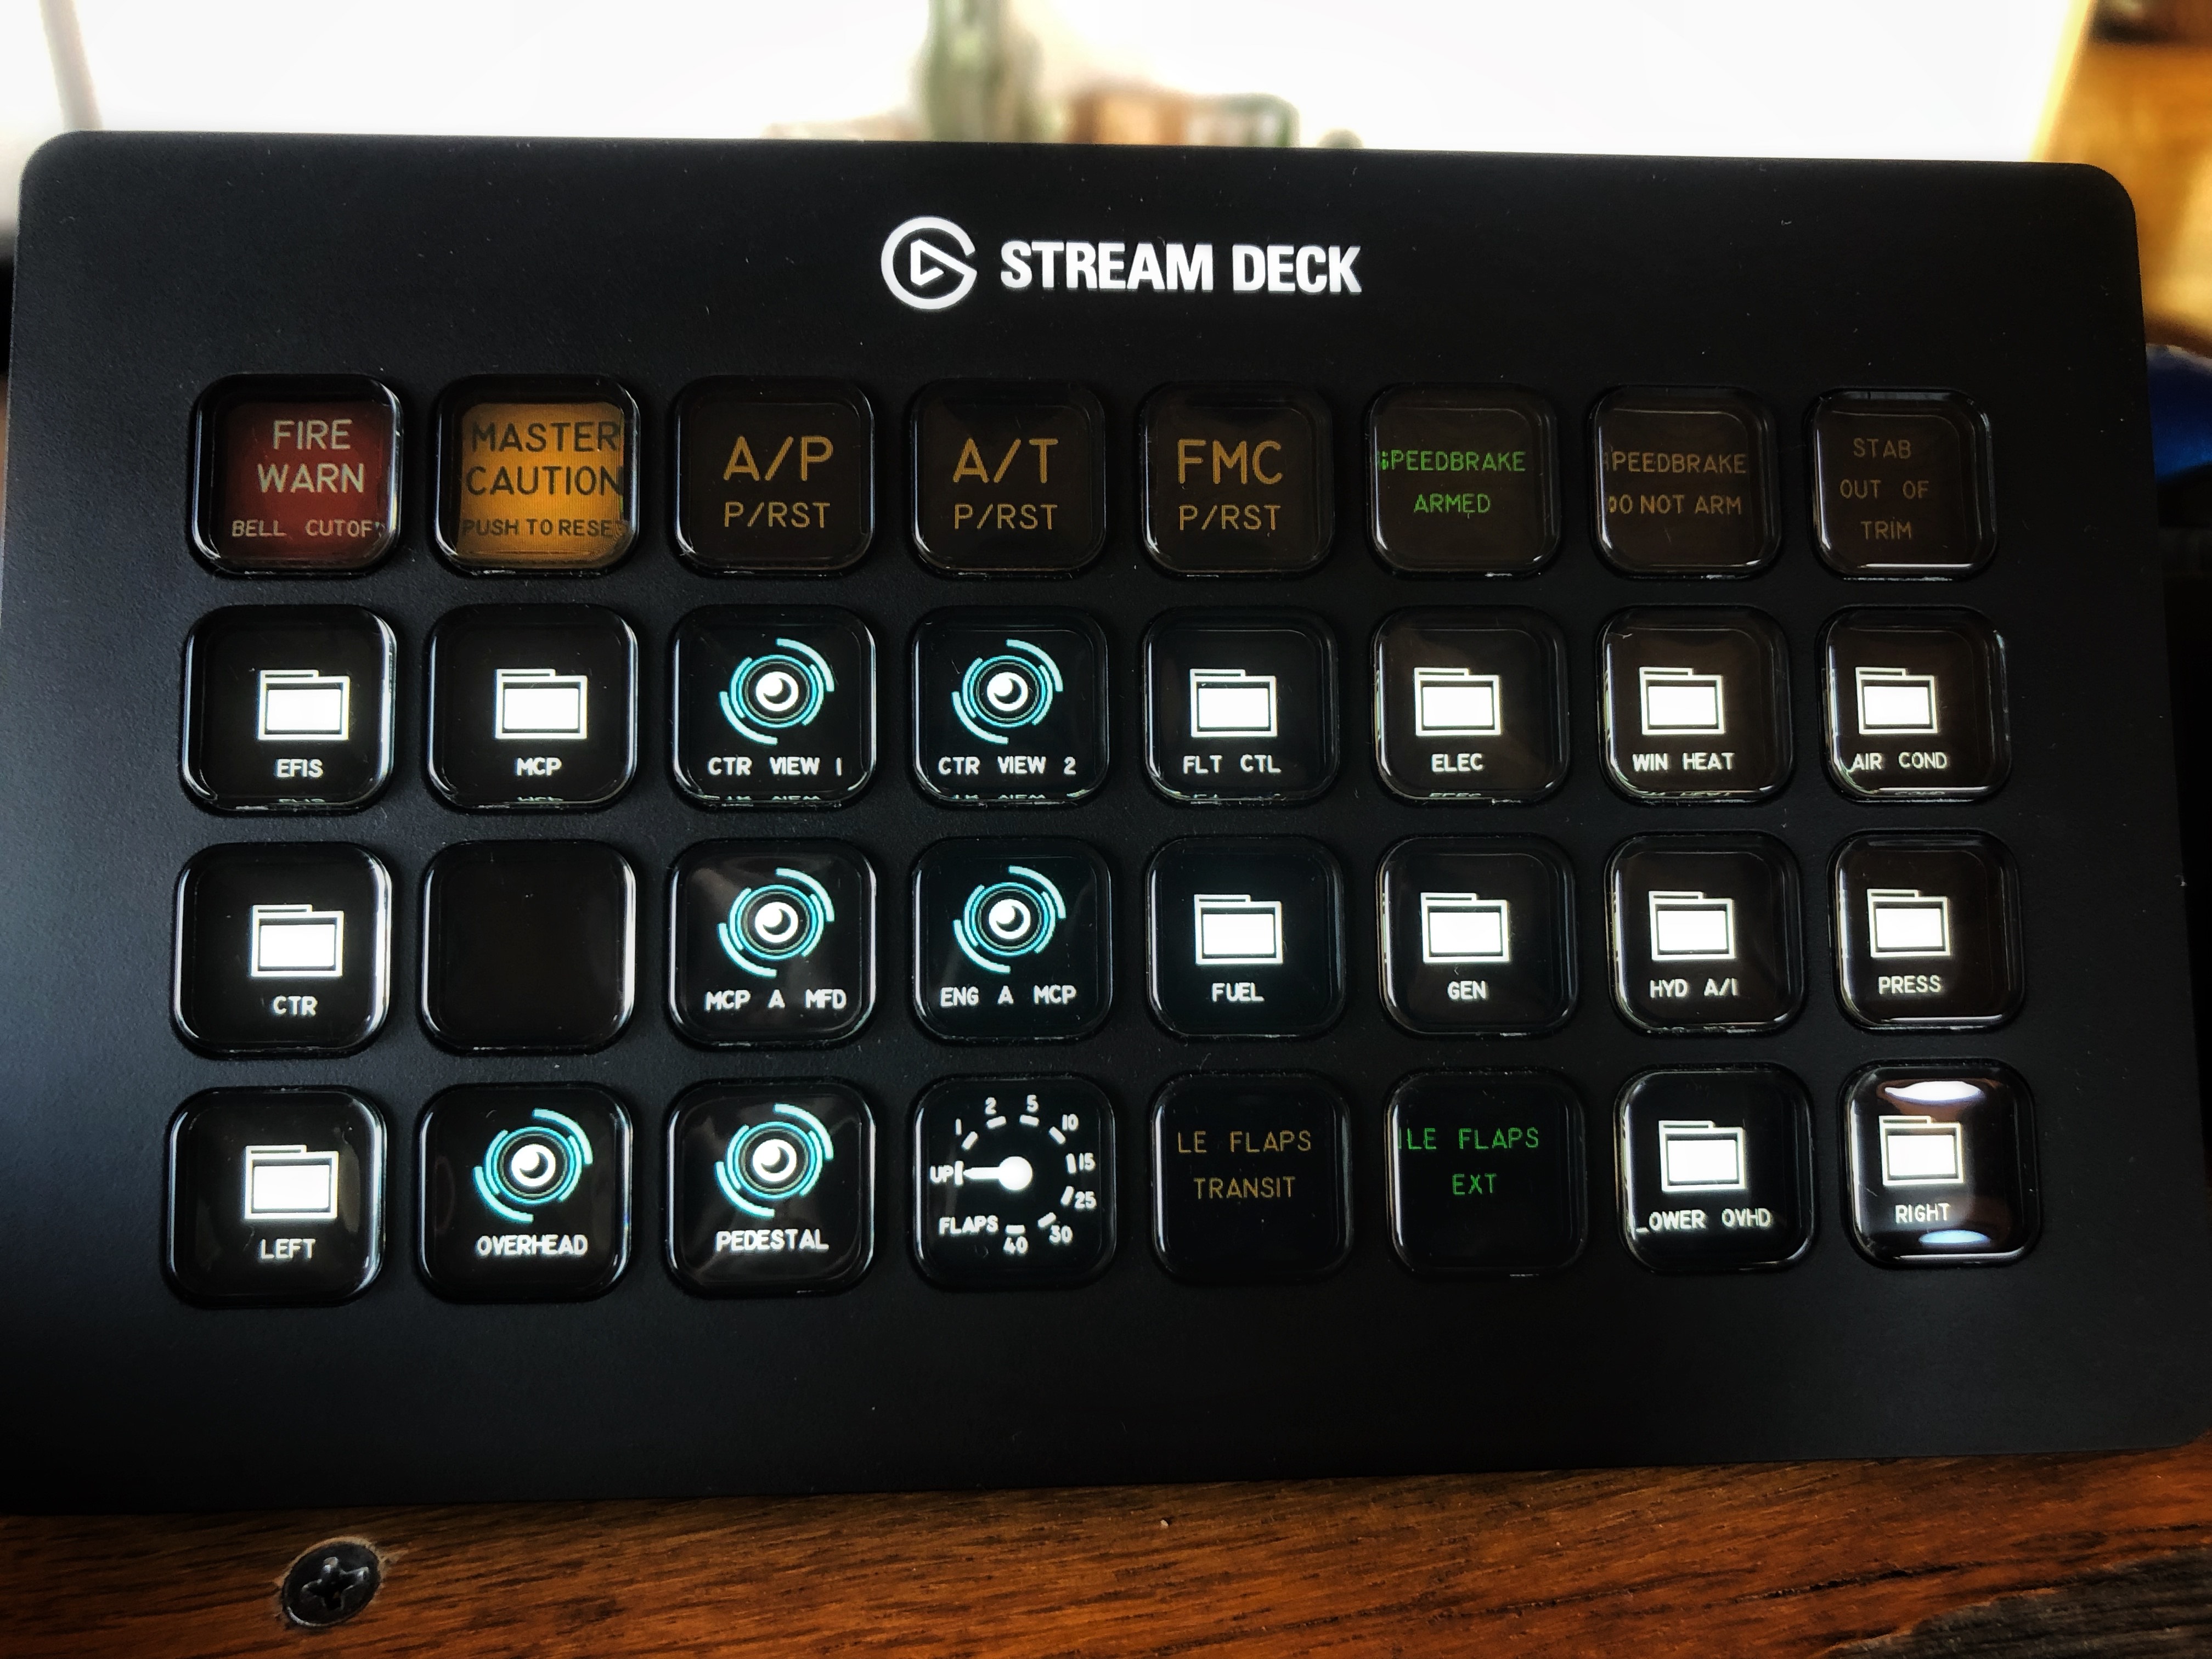 STREAM DECK
FIRE
WARN
BELL CUTOF
MASTER
CAUTION
PUSH TO RESE
A/P
P/RST
A/T
P/RST
FMC
P/RST
SPEEDBRAKE
ARMED
SPEEDBRAKE
DO NOT ARM
STAB
OUT OF
TRIM
EFIS
MCP
CTR VIEW 1
CTR VIEW 2
FLT CTL
ELEC
WIN HEAT
AIR COND
CTR
MCP A MFD
ENG A MCP
FUEL
GEN
HYD A/I
PRESS
LEFT
OVERHEAD
PEDESTAL
UP 1 2 5 10 15 25 30 40
FLAPS
LE FLAPS
TRANSIT
LE FLAPS
EXT
LOWER OVHD
RIGHT